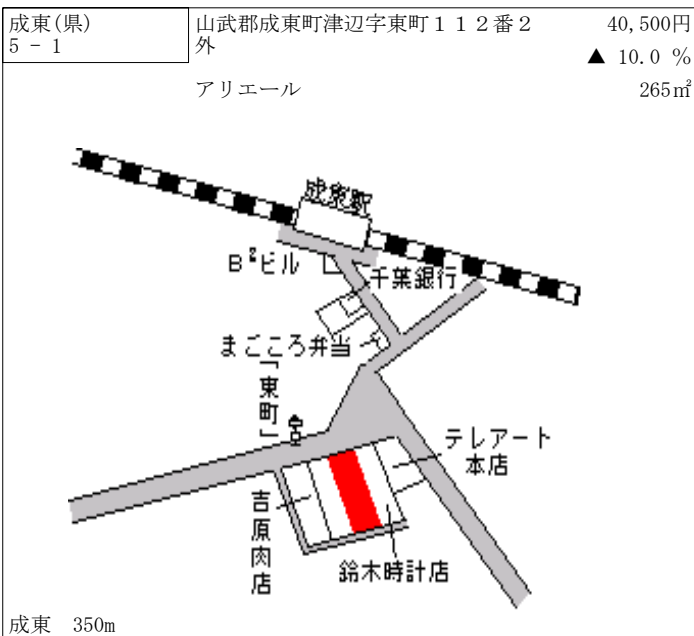 成東(県)
5 - 1
山武郡成東町津辺字東町１１２番２
外
アリエール
40,500円
▲ 10.0 %
265㎡
成東駅
B²ビル
千葉銀行
まごころ弁当
「東町」
テレアート
本店
吉原肉店
鈴木時計店
成東 350m